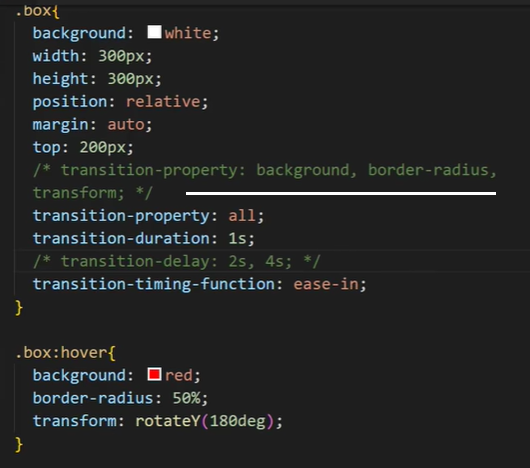 .box{
background: white;
width: 300px;
height: 300px;
position: relative;
margin: auto;
top: 200px;
/* transition-property: background, border-radius,
transform; */
transition-property: all;
transition-duration: 1s;
/* transition-delay: 2s, 4s; */
transition-timing-function: ease-in;
}
.box:hover{
background: red;
border-radius: 50%;
transform: rotateY(180deg);
}